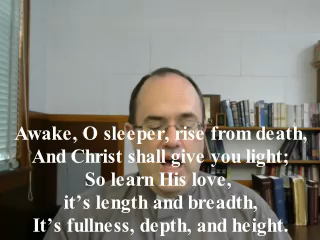 Awake, O sleeper, rise from death,
And Christ shall give you light;
So learn His love,
it's length and breadth,
It's fullness, depth, and height.